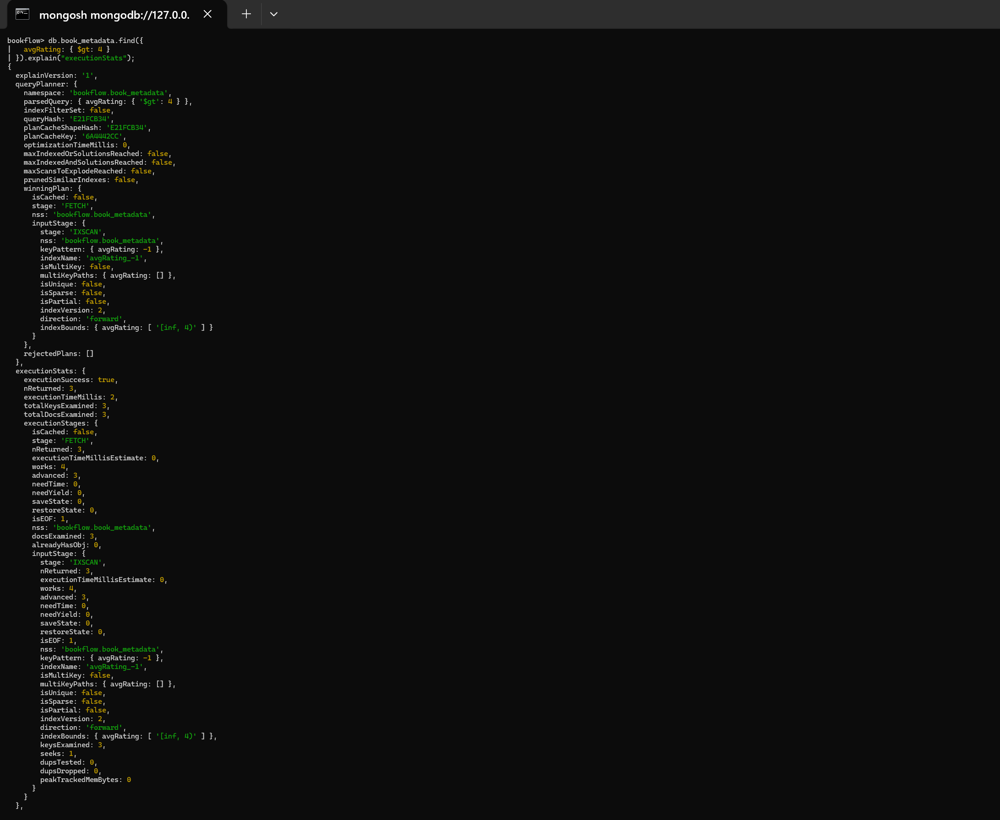 mongosh mongodb://127.0.0.
bookflow> db.book_metadata.find({
|   avgRating: { $gt: 4 }
| }).explain("executionStats");
{
  explainVersion: '1',
  queryPlanner: {
    namespace: 'bookflow.book_metadata',
    parsedQuery: { avgRating: { '$gt': 4 } },
    indexFilterSet: false,
    queryHash: 'E21FCB34',
    planCacheShapeHash: 'E21FCB34',
    planCacheKey: '6A4442CC',
    optimizationTimeMillis: 0,
    maxIndexedOrSolutionsReached: false,
    maxIndexedAndSolutionsReached: false,
    maxScansToExplodeReached: false,
    prunedSimilarIndexes: false,
    winningPlan: {
      isCached: false,
      stage: 'FETCH',
      nss: 'bookflow.book_metadata',
      inputStage: {
        stage: 'IXSCAN',
        nss: 'bookflow.book_metadata',
        keyPattern: { avgRating: -1 },
        indexName: 'avgRating_-1',
        isMultiKey: false,
        multiKeyPaths: { avgRating: [] },
        isUnique: false,
        isSparse: false,
        isPartial: false,
        indexVersion: 2,
        direction: 'forward',
        indexBounds: { avgRating: [ '[inf, 4)' ] }
      }
    },
    rejectedPlans: []
  },
  executionStats: {
    executionSuccess: true,
    nReturned: 3,
    executionTimeMillis: 2,
    totalKeysExamined: 3,
    totalDocsExamined: 3,
    executionStages: {
      isCached: false,
      stage: 'FETCH',
      nReturned: 3,
      executionTimeMillisEstimate: 0,
      works: 4,
      advanced: 3,
      needTime: 0,
      needYield: 0,
      saveState: 0,
      restoreState: 0,
      isEOF: 1,
      nss: 'bookflow.book_metadata',
      docsExamined: 3,
      alreadyHasObj: 0,
      inputStage: {
        stage: 'IXSCAN',
        nReturned: 3,
        executionTimeMillisEstimate: 0,
        works: 4,
        advanced: 3,
        needTime: 0,
        needYield: 0,
        saveState: 0,
        restoreState: 0,
        isEOF: 1,
        nss: 'bookflow.book_metadata',
        keyPattern: { avgRating: -1 },
        indexName: 'avgRating_-1',
        isMultiKey: false,
        multiKeyPaths: { avgRating: [] },
        isUnique: false,
        isSparse: false,
        isPartial: false,
        indexVersion: 2,
        direction: 'forward',
        indexBounds: { avgRating: [ '[inf, 4)' ] },
        keysExamined: 3,
        seeks: 1,
        dupsTested: 0,
        dupsDropped: 0,
        peakTrackedMemBytes: 0
      }
    }
  },